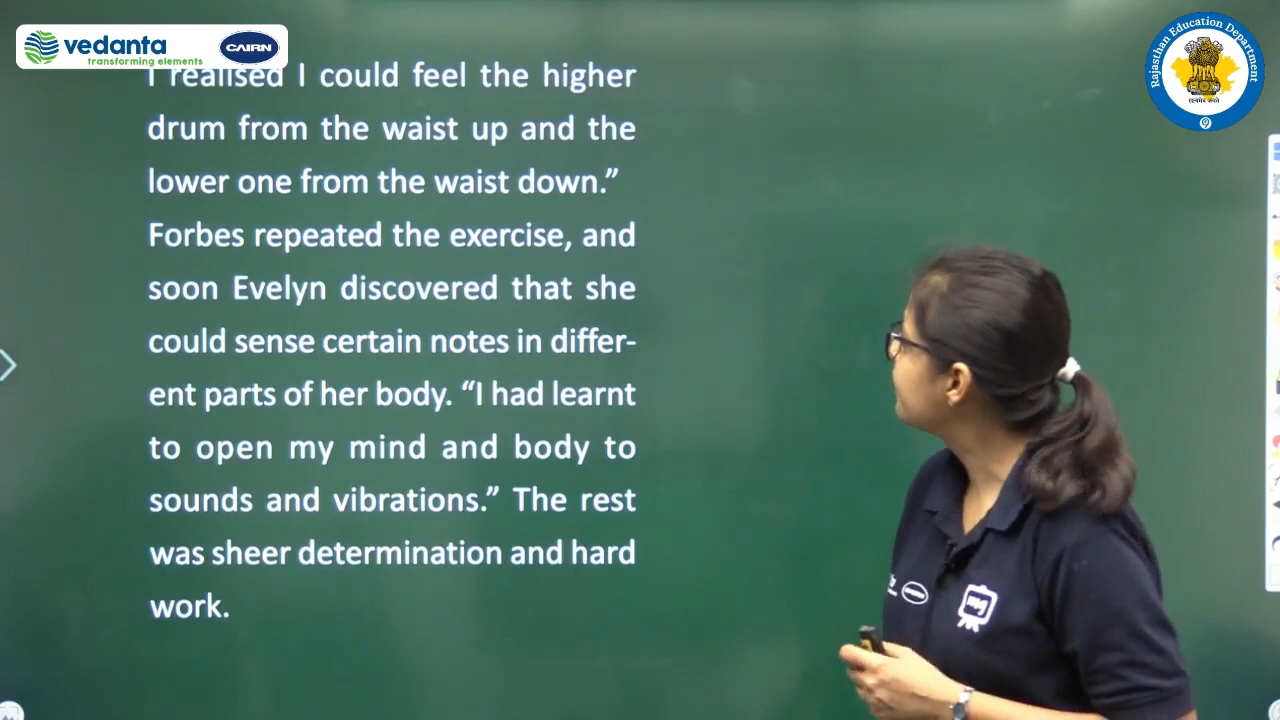 vedanta
transforming elements
CAIRN
Rajasthan Education Department
सत्यमेव जयते
I realised I could feel the higher
drum from the waist up and the
lower one from the waist down.”
Forbes repeated the exercise, and
soon Evelyn discovered that she
could sense certain notes in differ-
ent parts of her body. “I had learnt
to open my mind and body to
sounds and vibrations.” The rest
was sheer determination and hard
work.